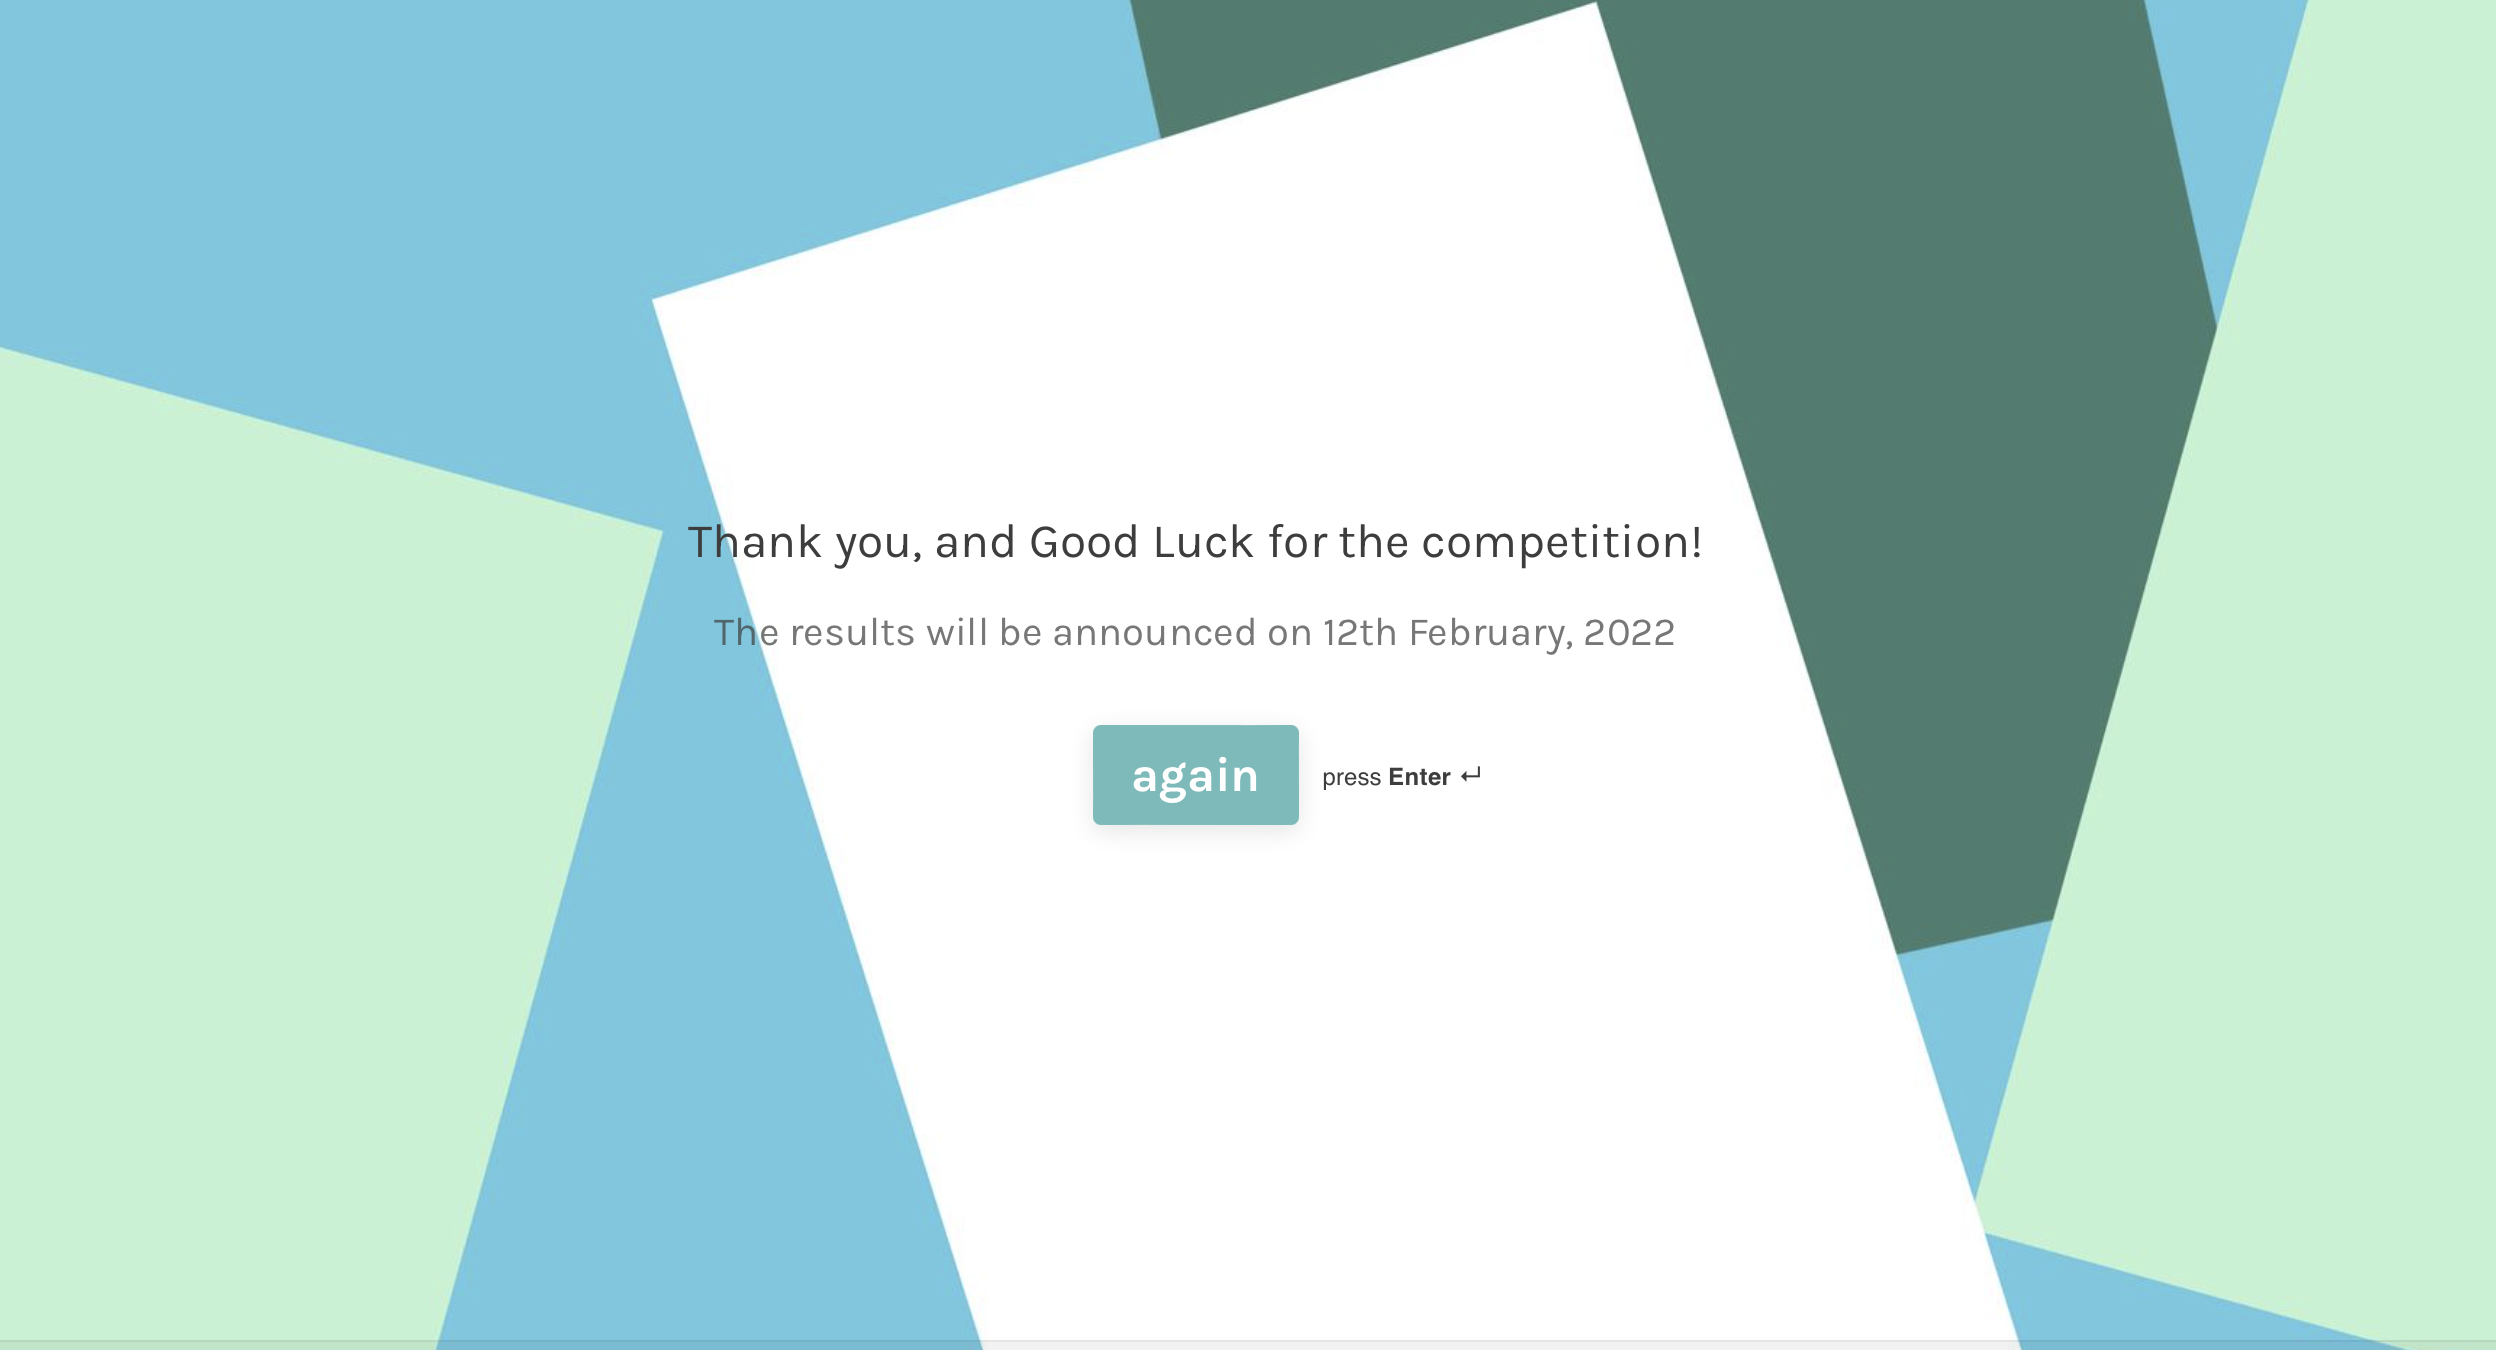 Thank you, and Good Luck for the competition!
The results will be announced on 12th February, 2022
again
press Enter ↵